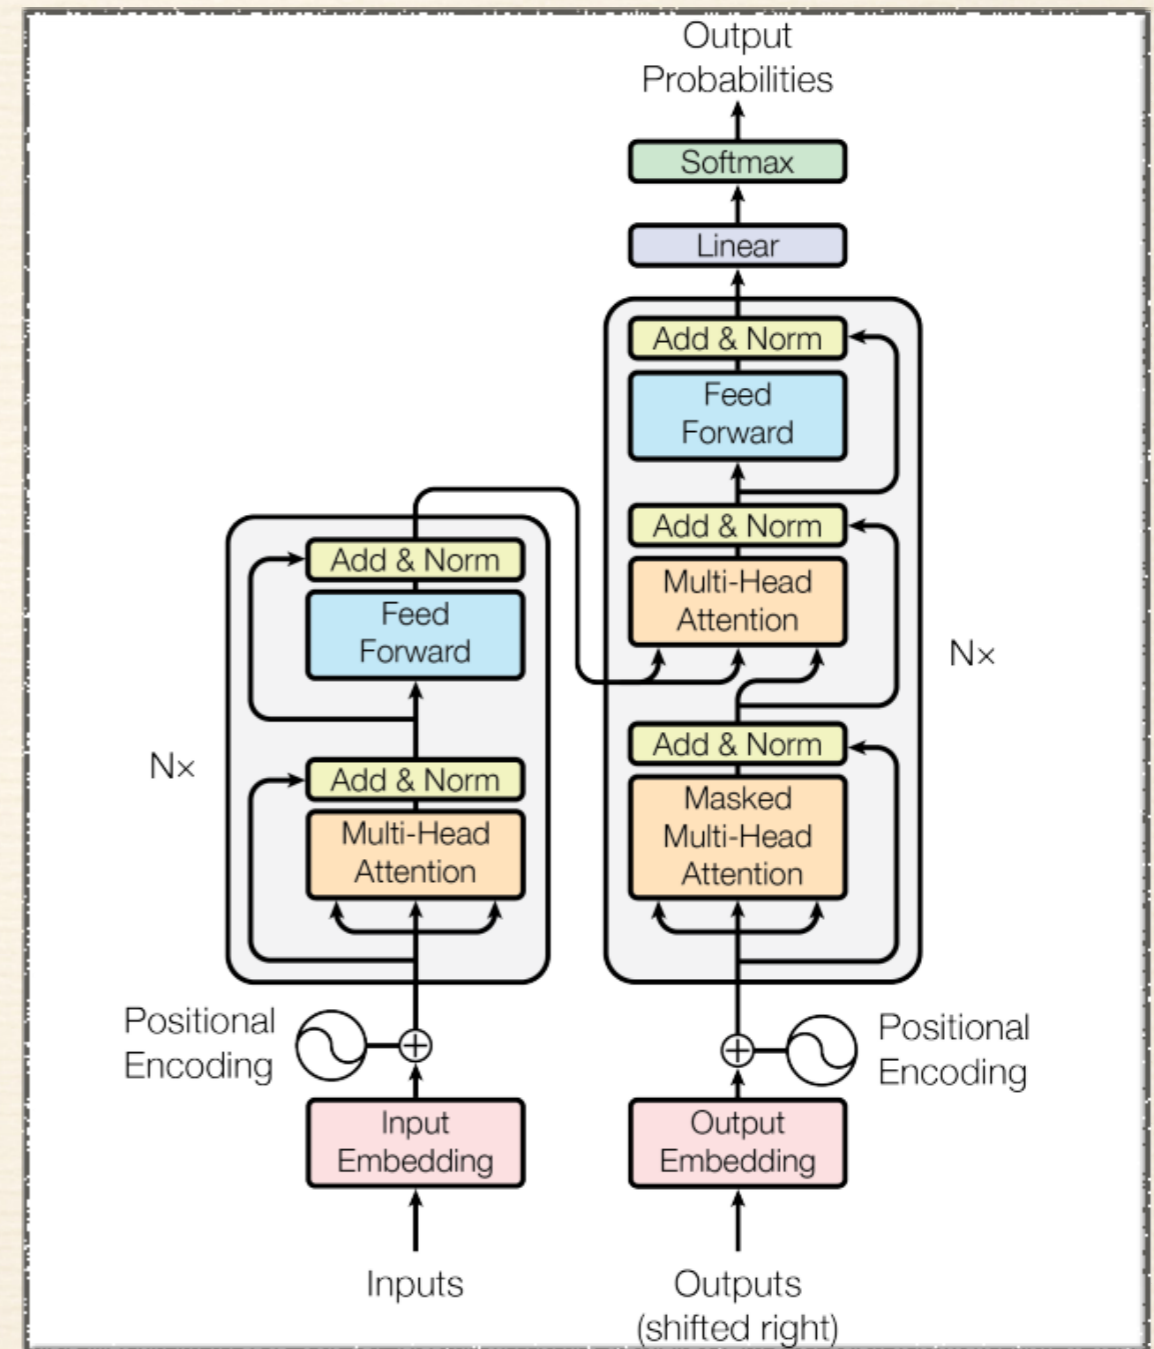 Output
Probabilities
Softmax
Linear
Add & Norm
Feed
Forward
Add & Norm
Multi-Head
Attention
Nx
Add & Norm
Masked
Multi-Head
Attention
Add & Norm
Feed
Forward
Nx
Add & Norm
Multi-Head
Attention
Positional
Encoding
Positional
Encoding
Input
Embedding
Output
Embedding
Inputs
Outputs
(shifted right)